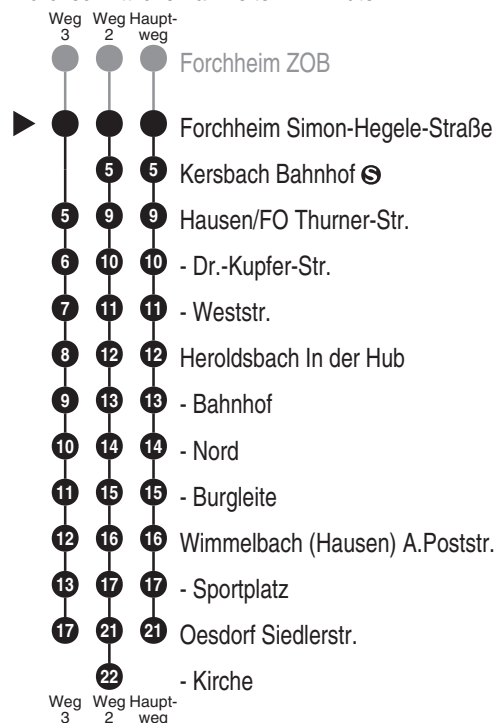 Weg Weg Haupt-
3 2 weg
Forchheim ZOB
Forchheim Simon-Hegele-Straße
5 5 Kersbach Bahnhof S
5 9 9 Hausen/FO Thurner-Str.
6 10 10 - Dr.-Kupfer-Str.
7 11 11 - Weststr.
8 12 12 Heroldsbach In der Hub
9 13 13 - Bahnhof
10 14 14 - Nord
11 15 15 - Burgleite
12 16 16 Wimmelbach (Hausen) A.Poststr.
13 17 17 - Sportplatz
17 21 21 Oesdorf Siedlerstr.
22 - Kirche
Weg Weg Haupt-
3 2 weg